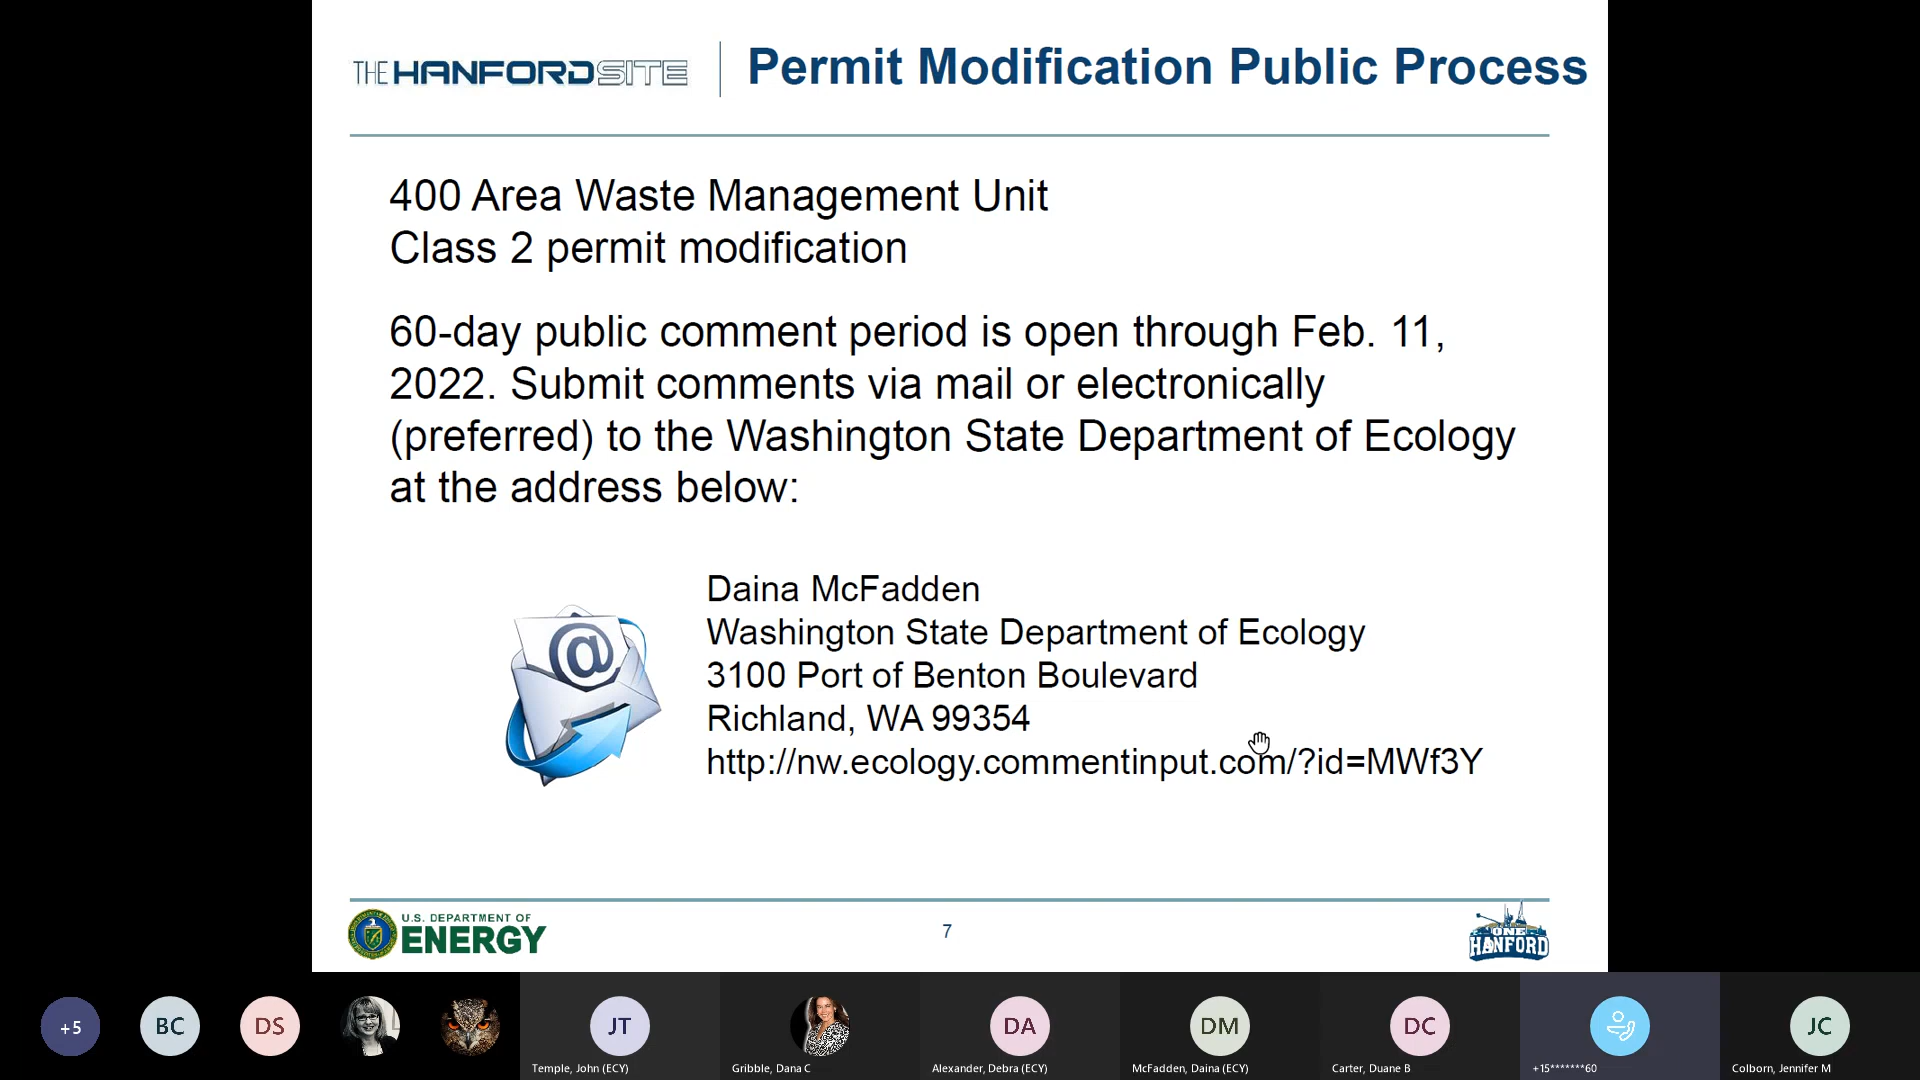 THE HANFORDSITE
Permit Modification Public Process
400 Area Waste Management Unit
Class 2 permit modification
60-day public comment period is open through Feb. 11,
2022. Submit comments via mail or electronically
(preferred) to the Washington State Department of Ecology
at the address below:
@
Daina McFadden
Washington State Department of Ecology
3100 Port of Benton Boulevard
Richland, WA 99354
http://nw.ecology.commentinput.com/?id=MWf3Y
U.S. DEPARTMENT OF
ENERGY
7
ONE
HANFORD
+5
BC
DS
JT
DA
DM
DC
JC
Temple, John (ECY)
Gribble, Dana C
Alexander, Debra (ECY)
McFadden, Daina (ECY)
Carter, Duane B
+15*******60
Colborn, Jennifer M